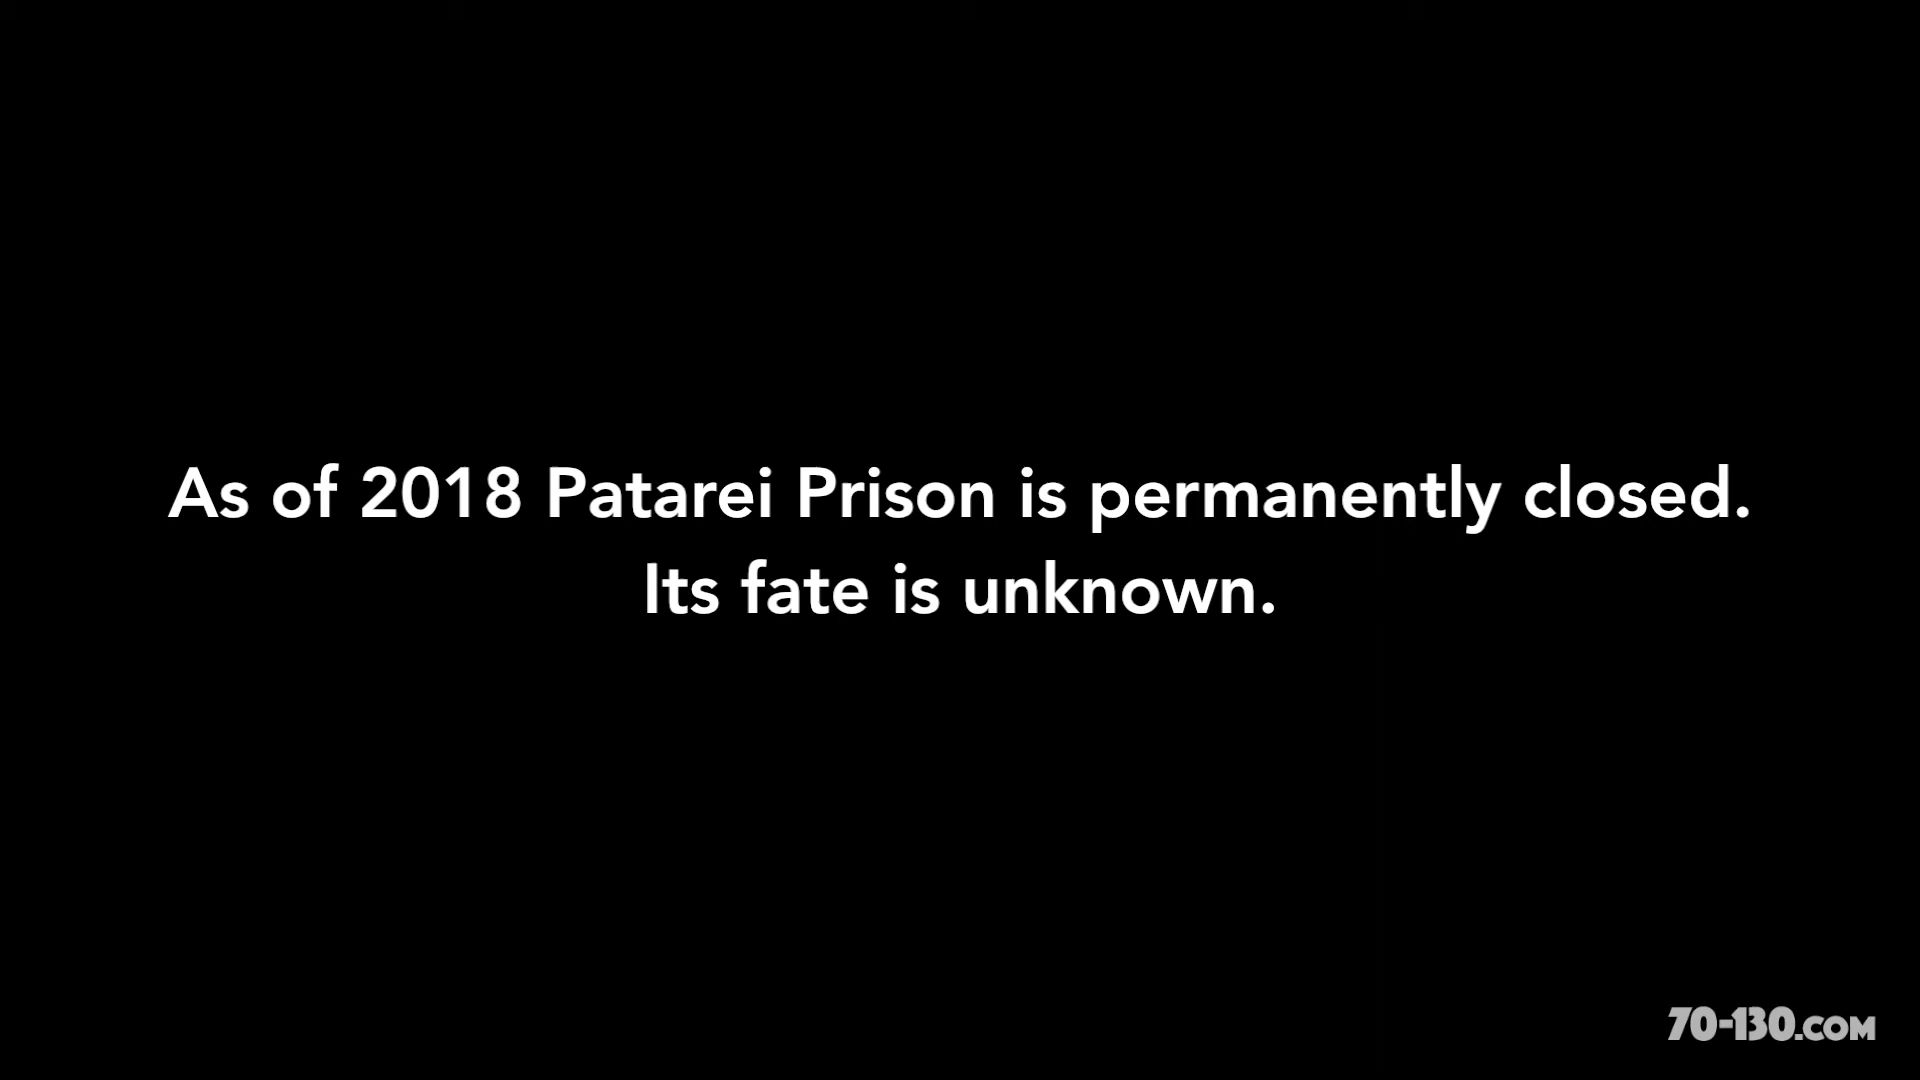 As of 2018 Patarei Prison is permanently closed.
Its fate is unknown.
70-130.COM